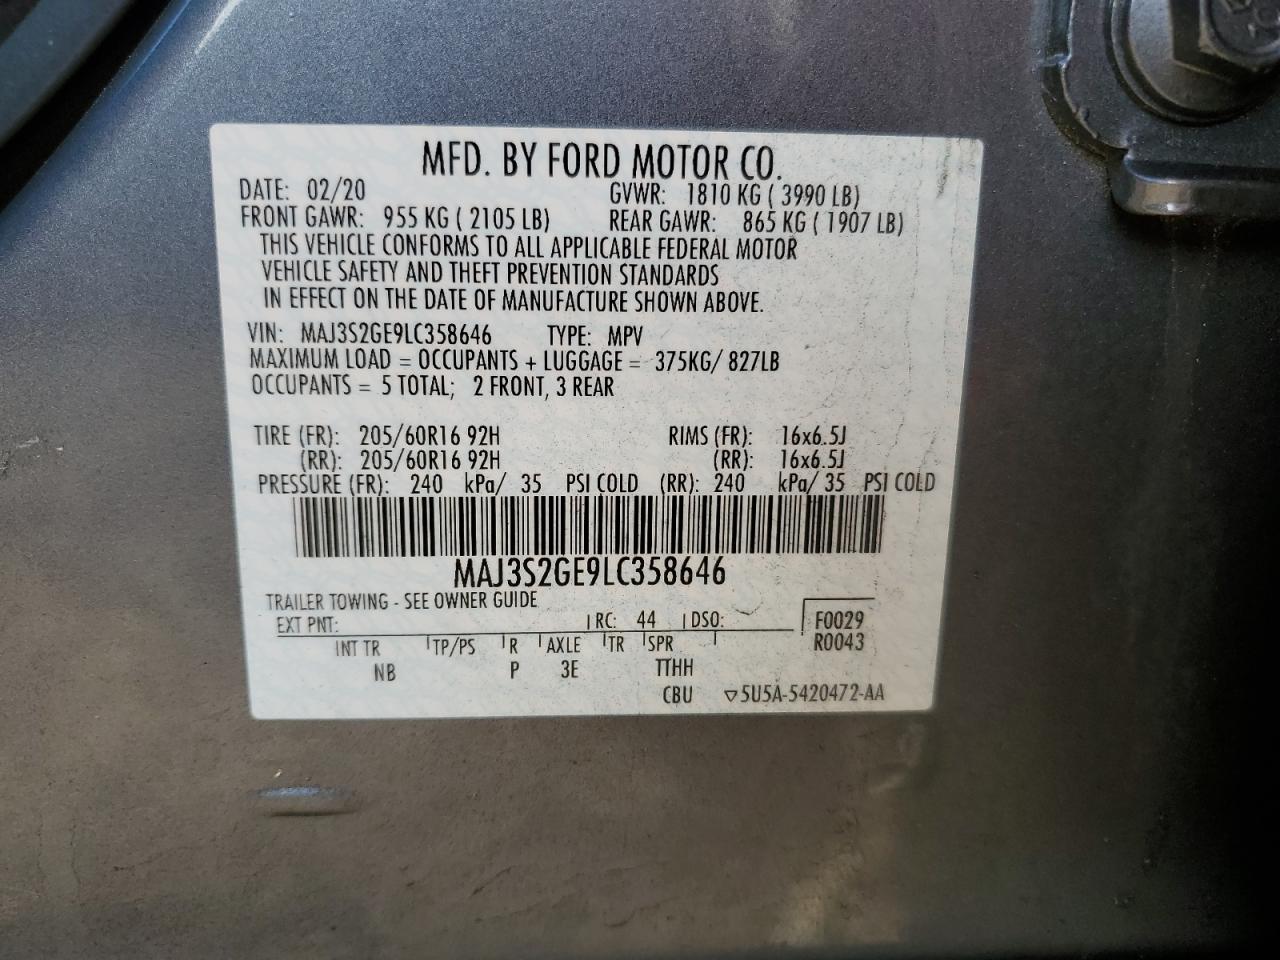 MFD. BY FORD MOTOR CO.
DATE: 02/20 GVWR: 1810 KG ( 3990 LB)
FRONT GAWR: 955 KG ( 2105 LB) REAR GAWR: 865 KG ( 1907 LB)
THIS VEHICLE CONFORMS TO ALL APPLICABLE FEDERAL MOTOR
VEHICLE SAFETY AND THEFT PREVENTION STANDARDS
IN EFFECT ON THE DATE OF MANUFACTURE SHOWN ABOVE.
VIN: MAJ3S2GE9LC358646 TYPE: MPV
MAXIMUM LOAD = OCCUPANTS + LUGGAGE = 375KG/ 827LB
OCCUPANTS = 5 TOTAL; 2 FRONT, 3 REAR
TIRE (FR): 205/60R16 92H RIMS (FR): 16x6.5J
(RR): 205/60R16 92H (RR): 16x6.5J
PRESSURE (FR): 240 kPa/ 35 PSI COLD (RR): 240 kPa/ 35 PSI COLD
MAJ3S2GE9LC358646
TRAILER TOWING - SEE OWNER GUIDE
EXT PNT: RC: 44 DSO: F0029
INT TR TP/PS R AXLE TR SPR R0043
NB P 3E TTHH
CBU ▽5U5A-5420472-AA